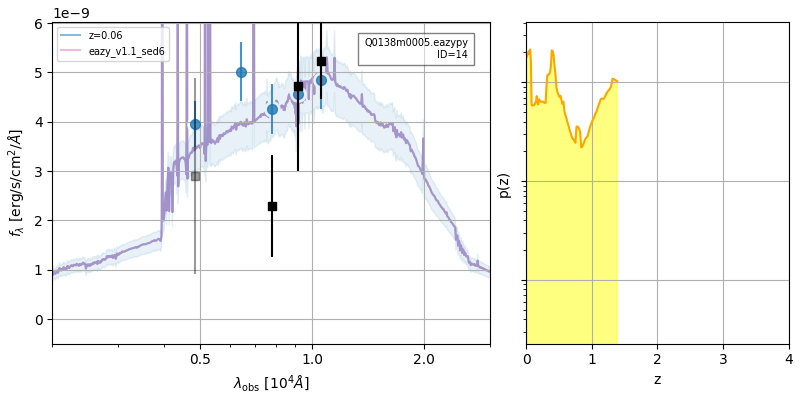 1e−9
6
5
4
3
2
1
0
z=0.06
eazy_v1.1_sed6
Q0138m0005.eazypy
ID=14
f_λ [erg/s/cm²/Å]
0.5
1.0
2.0
λ_obs [10⁴Å]
p(z)
0
1
2
3
4
z